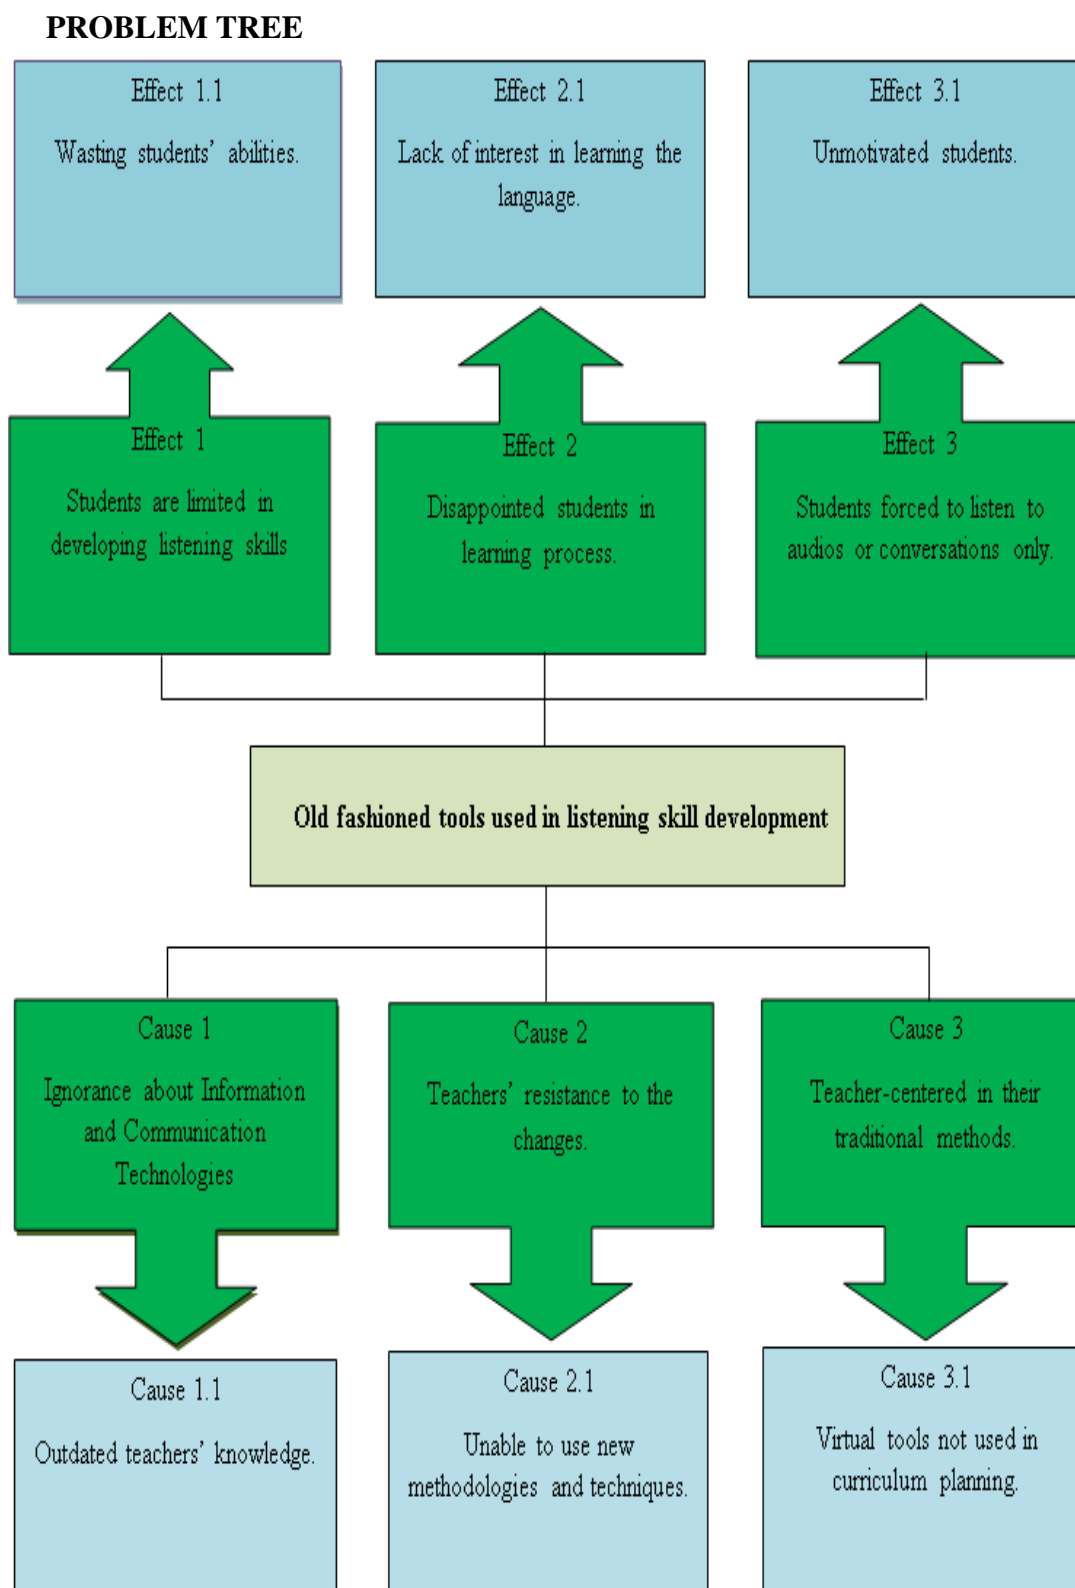 PROBLEM TREE
Effect 1.1
Wasting students’ abilities.
Effect 2.1
Lack of interest in learning the
language.
Effect 3.1
Unmotivated students.
Effect 1
Students are limited in
developing listening skills
Effect 2
Disappointed students in
learning process.
Effect 3
Students forced to listen to
audios or conversations only.
Old fashioned tools used in listening skill development
Cause 1
Ignorance about Information
and Communication
Technologies
Cause 2
Teachers’ resistance to the
changes.
Cause 3
Teacher-centered in their
traditional methods.
Cause 1.1
Outdated teachers’ knowledge.
Cause 2.1
Unable to use new
methodologies and techniques.
Cause 3.1
Virtual tools not used in
curriculum planning.